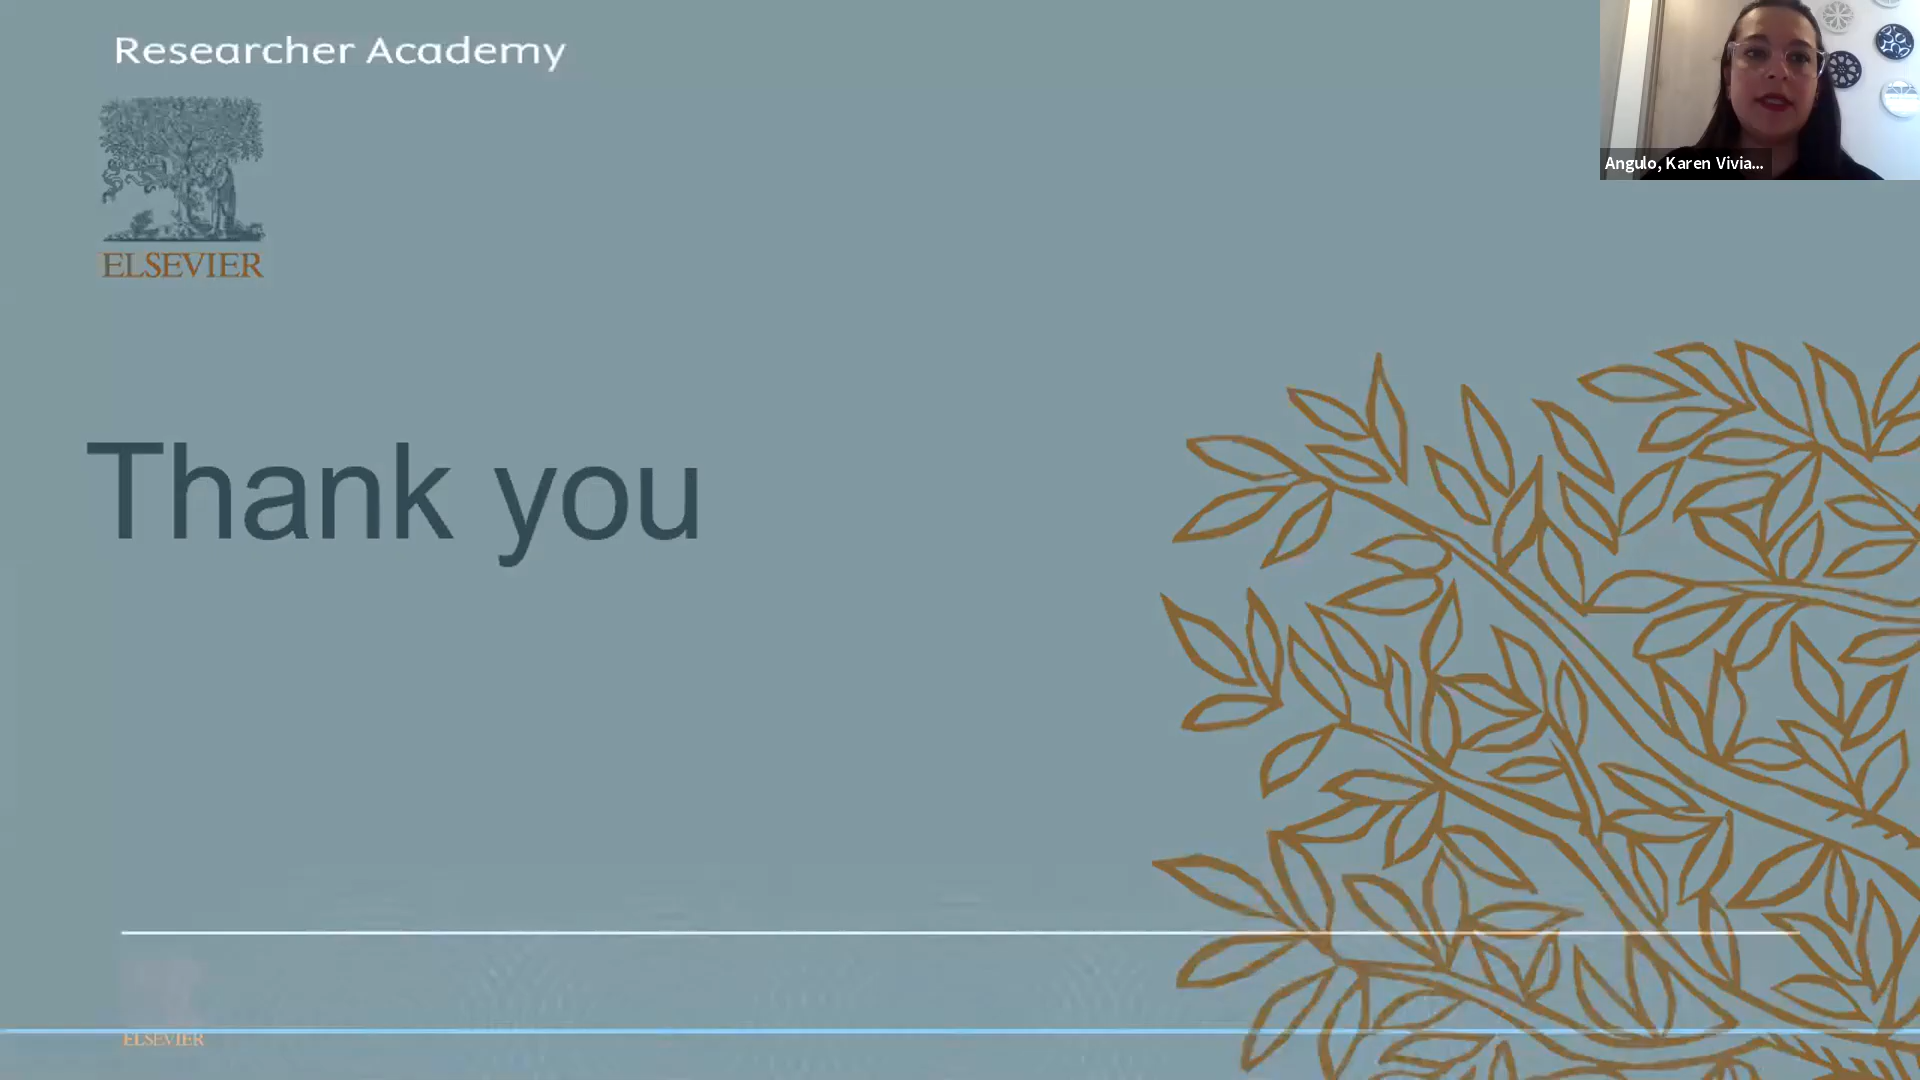 Researcher Academy
Angulo, Karen Vivia...
ELSEVIER
Thank you
ELSEVIER